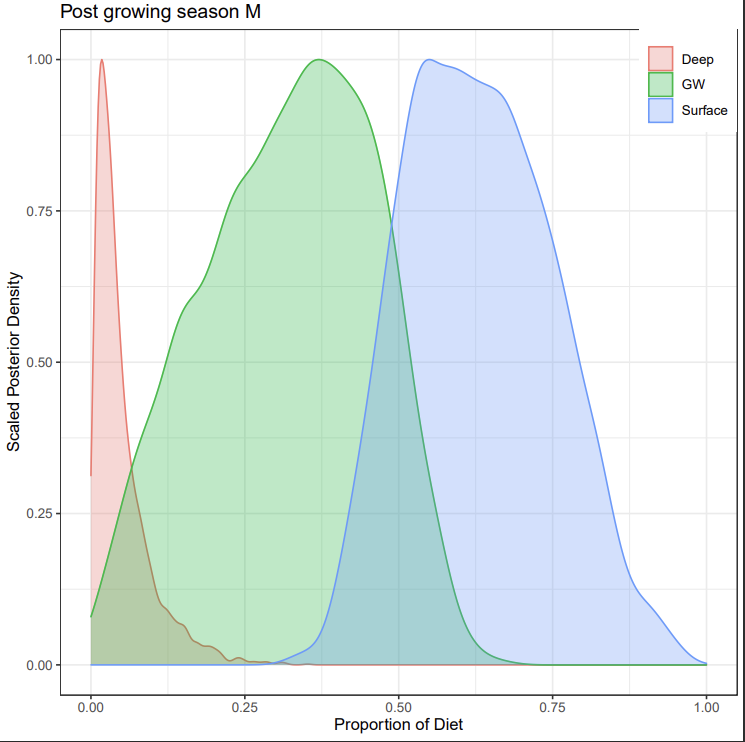 Post growing season M
Deep
GW
Surface
1.00
0.75
0.50
0.25
0.00
Scaled Posterior Density
0.00 0.25 0.50 0.75 1.00
Proportion of Diet